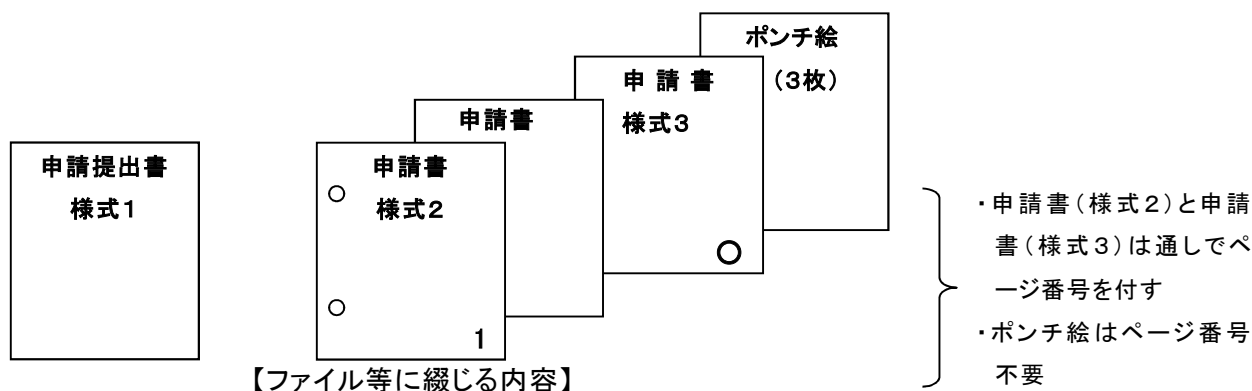 ポンチ絵
（3枚）
申請書
様式3
申請書
申請提出書
様式1
申請書
様式2
1
【ファイル等に綴じる内容】
・申請書（様式2）と申請
書（様式3）は通しでペ
ージ番号を付す
・ポンチ絵はページ番号
不要